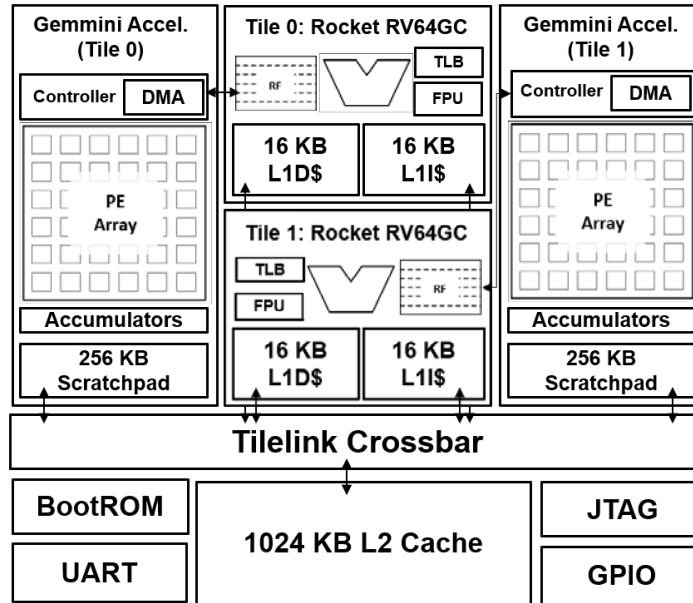 Gemmini Accel.
(Tile 0)
Controller
DMA
PE
Array
Accumulators
256 KB
Scratchpad
Tile 0: Rocket RV64GC
RF
TLB
FPU
16 KB
L1D$
16 KB
L1I$
Tile 1: Rocket RV64GC
TLB
FPU
RF
16 KB
L1D$
16 KB
L1I$
Gemmini Accel.
(Tile 1)
Controller
DMA
PE
Array
Accumulators
256 KB
Scratchpad
Tilelink Crossbar
BootROM
UART
1024 KB L2 Cache
JTAG
GPIO